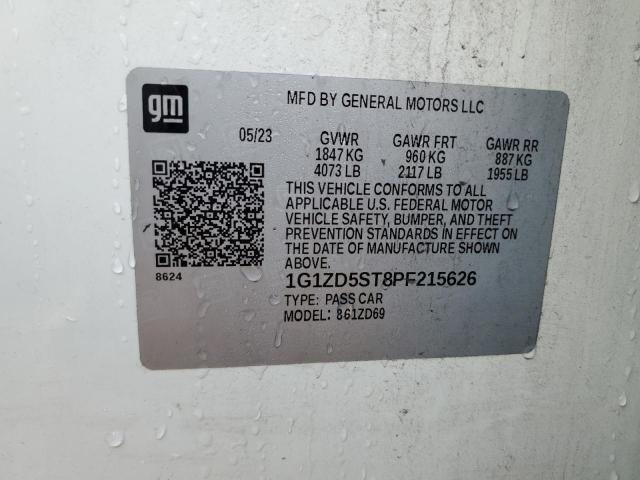 gm
MFD BY GENERAL MOTORS LLC
05/23 GVWR GAWR FRT GAWR RR
1847 KG 960 KG 887 KG
4073 LB 2117 LB 1955 LB
THIS VEHICLE CONFORMS TO ALL
APPLICABLE U.S. FEDERAL MOTOR
VEHICLE SAFETY, BUMPER, AND THEFT
PREVENTION STANDARDS IN EFFECT ON
THE DATE OF MANUFACTURE SHOWN
ABOVE.
8624
1G1ZD5ST8PF215626
TYPE: PASS CAR
MODEL: 861ZD69